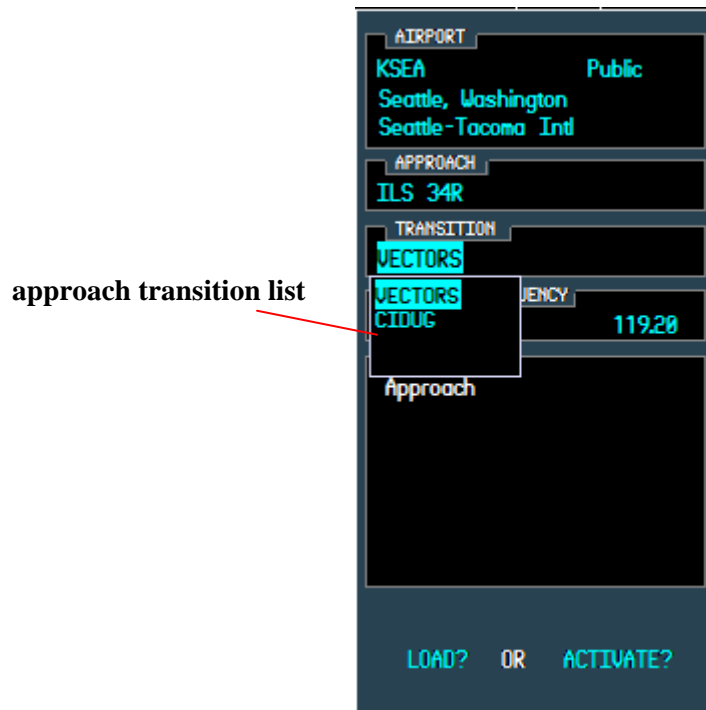 AIRPORT
KSEA Public
Seattle, Washington
Seattle-Tacoma Intl
APPROACH
ILS 34R
TRANSITION
VECTORS
approach transition list
VECTORS
CIDUG
119.20
Approach
LOAD? OR ACTIVATE?